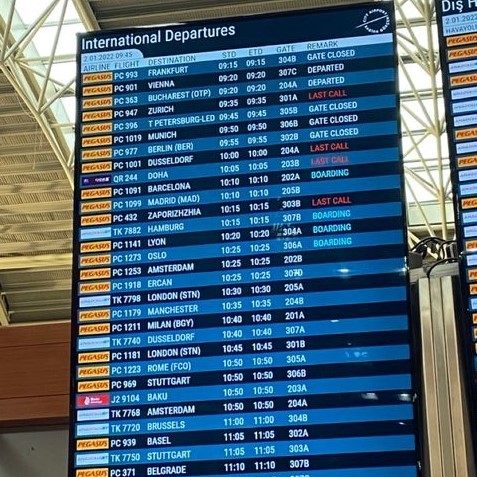 International Departures
2.01.2022 09:45
AIRLINE FLIGHT DESTINATION STD ETD GATE REMARK
PEGASUS PC 993 FRANKFURT 09:15 09:15 304B GATE CLOSED
PEGASUS PC 901 VIENNA 09:20 09:20 307C DEPARTED
PEGASUS PC 363 BUCHAREST (OTP) 09:20 09:20 204A DEPARTED
PEGASUS PC 947 ZURICH 09:35 09:35 301A LAST CALL
PEGASUS PC 396 T PETERSBURG-LED 09:45 09:45 305B GATE CLOSED
PEGASUS PC 1019 MUNICH 09:50 09:50 306B GATE CLOSED
PEGASUS PC 977 BERLIN (BER) 09:55 09:55 302B GATE CLOSED
PEGASUS PC 1001 DUSSELDORF 10:00 10:00 204A LAST CALL
QR 244 DOHA 10:05 10:05 203B LAST CALL
PEGASUS PC 1091 BARCELONA 10:10 10:10 202A BOARDING
PEGASUS PC 1099 MADRID (MAD) 10:10 10:10 205B
PEGASUS PC 432 ZAPORIZHZHIA 10:15 10:15 303B LAST CALL
TK 7882 HAMBURG 10:15 10:15 307B BOARDING
PEGASUS PC 1141 LYON 10:20 10:20 304A BOARDING
PEGASUS PC 1273 OSLO 10:25 10:25 306A BOARDING
PEGASUS PC 1253 AMSTERDAM 10:25 10:25 202B
PEGASUS PC 1918 ERCAN 10:25 10:25 307D
TK 7798 LONDON (STN) 10:30 10:30 205A
PEGASUS PC 1179 MANCHESTER 10:35 10:35 204B
PEGASUS PC 1211 MILAN (BGY) 10:40 10:40 201A
TK 7740 DUSSELDORF 10:40 10:40 307A
PEGASUS PC 1181 LONDON (STN) 10:45 10:45 301B
PEGASUS PC 1223 ROME (FCO) 10:50 10:50 305A
PEGASUS PC 969 STUTTGART 10:50 10:50 306B
J2 9104 BAKU 10:50 10:50 203A
TK 7768 AMSTERDAM 10:50 10:50 204A
TK 7720 BRUSSELS 11:00 11:00 304B
PEGASUS PC 939 BASEL 11:05 11:05 302A
TK 7750 STUTTGART 11:05 11:05 303A
PEGASUS PC 371 BELGRADE 11:10 11:10 307B
Dış H
2.01.202
HAVAYOLU